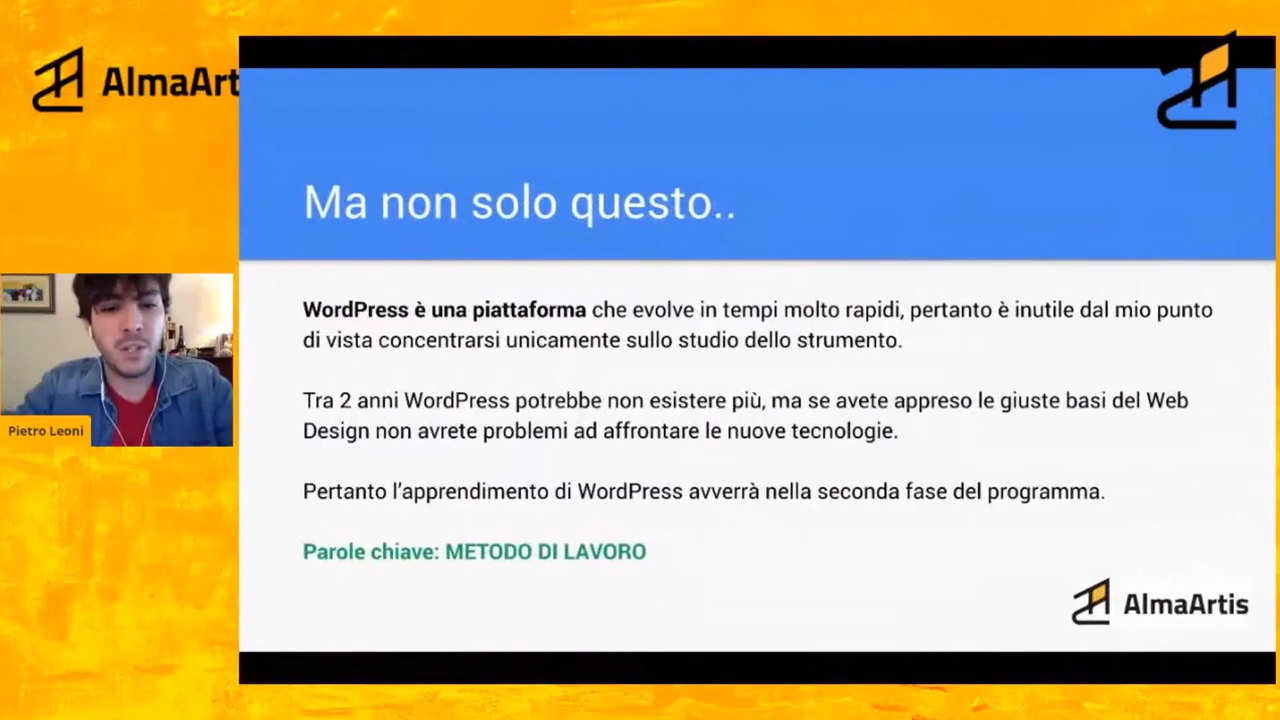 AlmaArt
Ma non solo questo..
WordPress è una piattaforma che evolve in tempi molto rapidi, pertanto è inutile dal mio punto
di vista concentrarsi unicamente sullo studio dello strumento.
Tra 2 anni WordPress potrebbe non esistere più, ma se avete appreso le giuste basi del Web
Design non avrete problemi ad affrontare le nuove tecnologie.
Pertanto l'apprendimento di WordPress avverrà nella seconda fase del programma.
Parole chiave: METODO DI LAVORO
Pietro Leoni
AlmaArtis